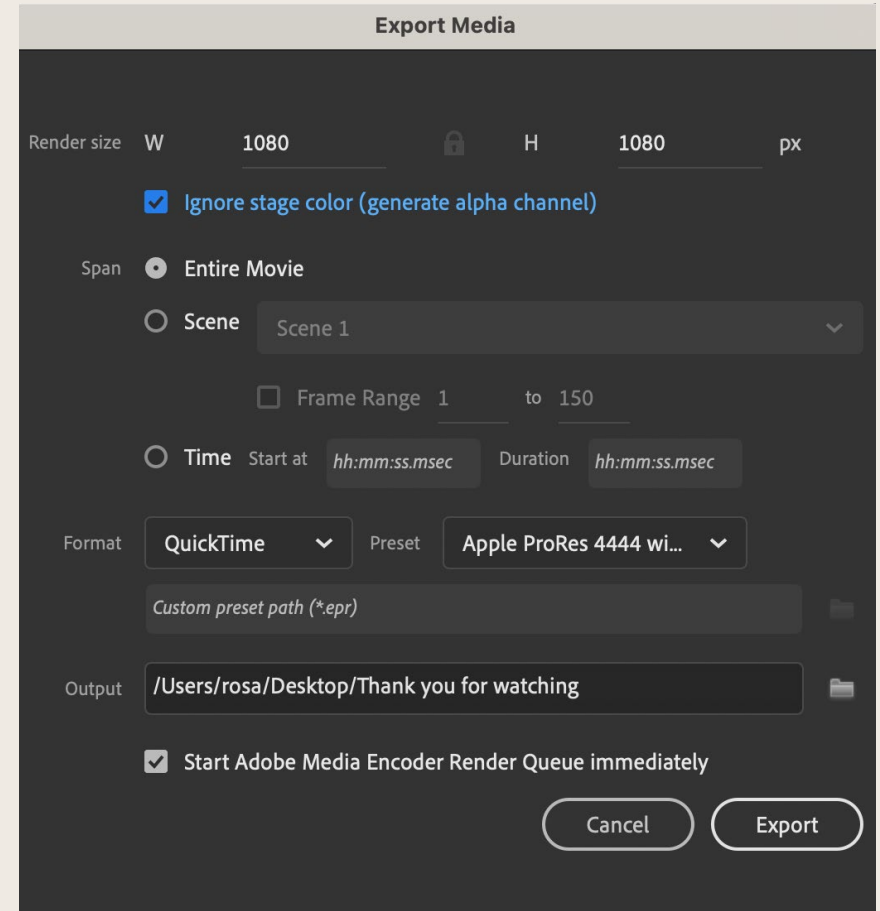 Export Media
Render size W 1080 H 1080 px
Ignore stage color (generate alpha channel)
Span Entire Movie
Scene Scene 1
Frame Range 1 to 150
Time Start at hh:mm:ss.msec Duration hh:mm:ss.msec
Format QuickTime Preset Apple ProRes 4444 wi...
Custom preset path (*.epr)
Output /Users/rosa/Desktop/Thank you for watching
Start Adobe Media Encoder Render Queue immediately
Cancel Export